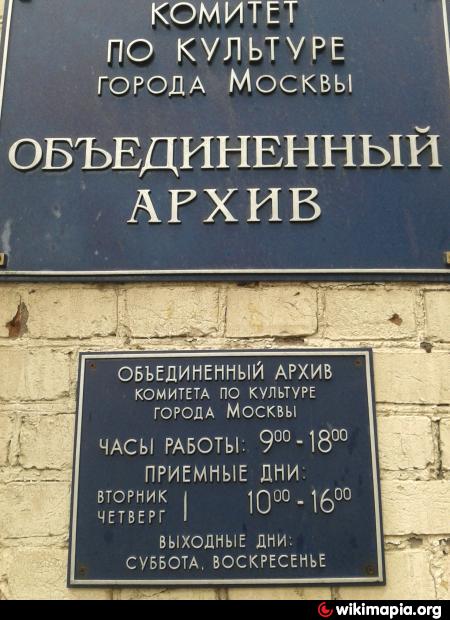 КОМИТЕТ
ПО КУЛЬТУРЕ
ГОРОДА МОСКВЫ
ОБЪЕДИНЕННЫЙ
АРХИВ
ОБЪЕДИНЕННЫЙ АРХИВ
КОМИТЕТА ПО КУЛЬТУРЕ
ГОРОДА МОСКВЫ
ЧАСЫ РАБОТЫ: 9⁰⁰ - 18⁰⁰
ПРИЕМНЫЕ ДНИ:
ВТОРНИК
ЧЕТВЕРГ | 10⁰⁰ - 16⁰⁰
ВЫХОДНЫЕ ДНИ:
СУББОТА, ВОСКРЕСЕНЬЕ
wikimapia.org